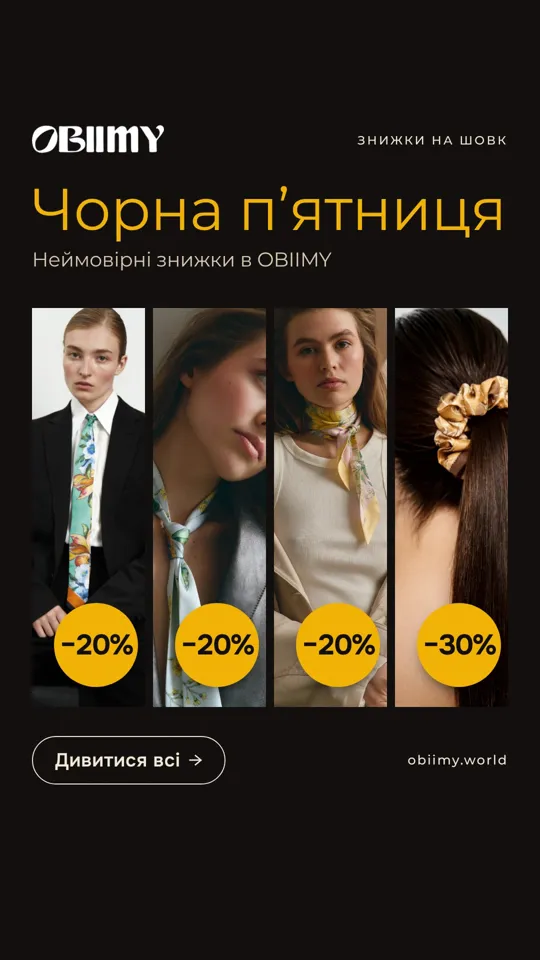 OBIIMY
ЗНИЖКИ НА ШОВК
Чорна п’ятниця
Неймовірні знижки в OBIIMY
-20%
-20%
-20%
-30%
Дивитися всі →
obiimy.world